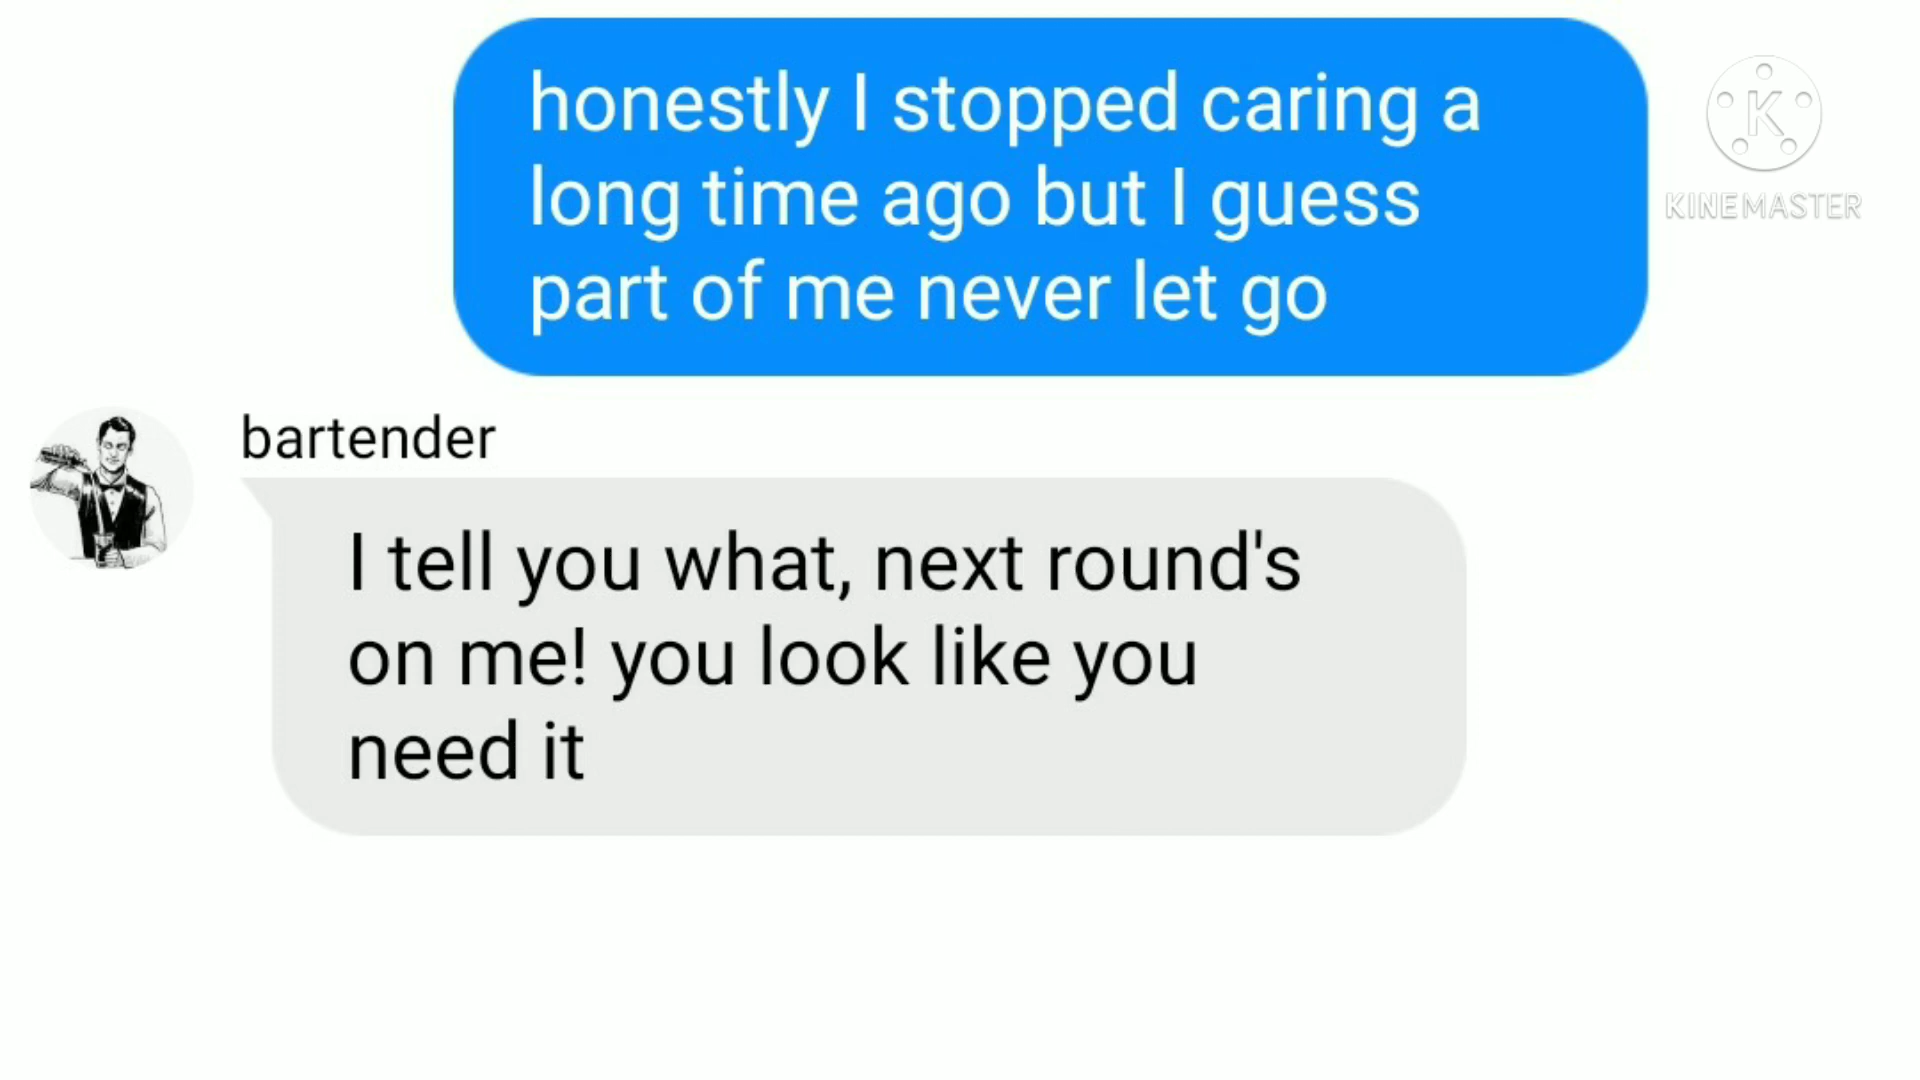 honestly I stopped caring a
long time ago but I guess
part of me never let go
K
KINEMASTER
bartender
I tell you what, next round's
on me! you look like you
need it